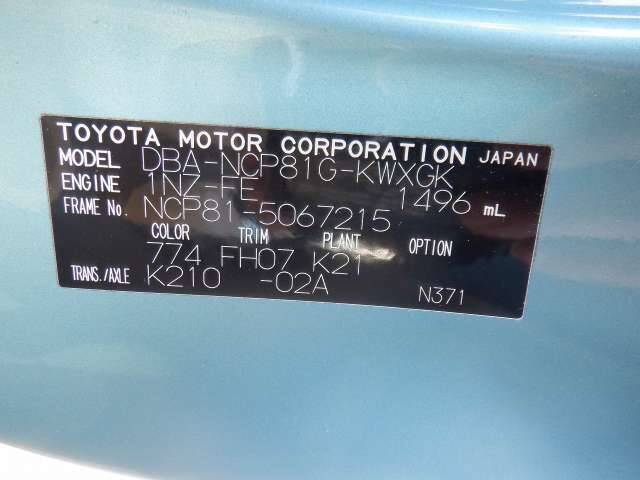 TOYOTA MOTOR CORPORATION JAPAN
MODEL DBA-NCP81G-KWXGK
ENGINE 1NZ-FE 1496 mL
FRAME No. NCP81-5067215
COLOR TRIM PLANT OPTION
774 FH07 K21
TRANS./AXLE K210 -02A
N371